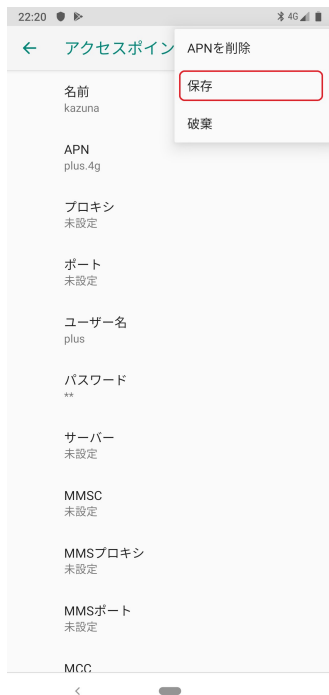 22:20
4G
アクセスポイン
APNを削除
保存
破棄
名前
kazuna
APN
plus.4g
プロキシ
未設定
ポート
未設定
ユーザー名
plus
パスワード
**
サーバー
未設定
MMSC
未設定
MMSプロキシ
未設定
MMSポート
未設定
MCC